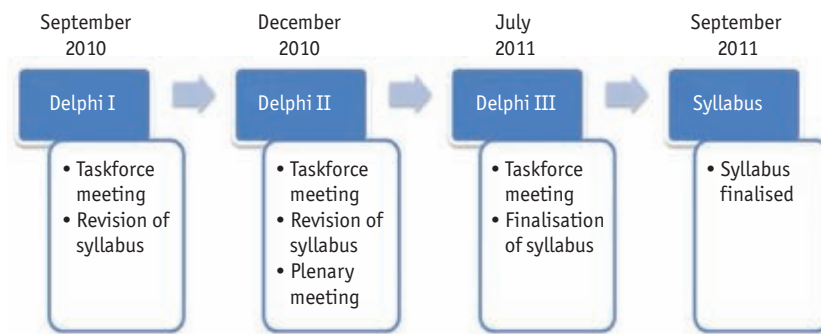 September
2010
December
2010
July
2011
September
2011
Delphi I
Delphi II
Delphi III
Syllabus
• Taskforce
meeting
• Revision of
syllabus
• Taskforce
meeting
• Revision of
syllabus
• Plenary
meeting
• Taskforce
meeting
• Finalisation
of syllabus
• Syllabus
finalised